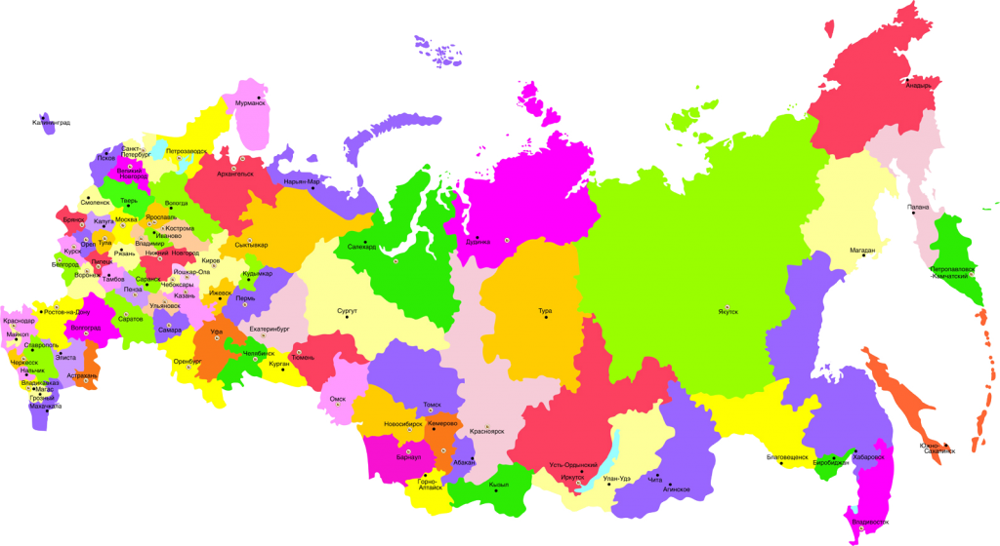 Анадырь
Мурманск
Калининград
Санкт-
Петербург
Петрозаводск
Псков
Великий
Новгород
Архангельск
Нарьян-Мар
Смоленск
Тверь
Вологда
Палана
Брянск
Калуга
Москва
Ярославль
Кострома
Иваново
Дудинка
Орел
Тула
Владимир
Сыктывкар
Салехард
Курск
Рязань
Нижний Новгород
Магадан
Белгород
Липецк
Киров
Петропавловск
-Камчатский
Воронеж
Тамбов
Саранск
Йошкар-Ола
Чебоксары
Кудымкар
Пенза
Казань
Ижевск
Пермь
Ульяновск
Ростов-на-Дону
Саратов
Сургут
Тура
Якутск
Краснодар
Волгоград
Самара
Екатеринбург
Майкоп
Уфа
Ставрополь
Элиста
Челябинск
Тюмень
Черкесск
Оренбург
Курган
Нальчик
Астрахань
Владикавказ
Магас
Грозный
Омск
Махачкала
Томск
Новосибирск
Кемерово
Красноярск
Барнаул
Абакан
Южно-
Сахалинск
Горно-
Алтайск
Кызыл
Усть-Ордынский
Иркутск
Улан-Удэ
Чита
Агинское
Благовещенск
Биробиджан
Хабаровск
Владивосток